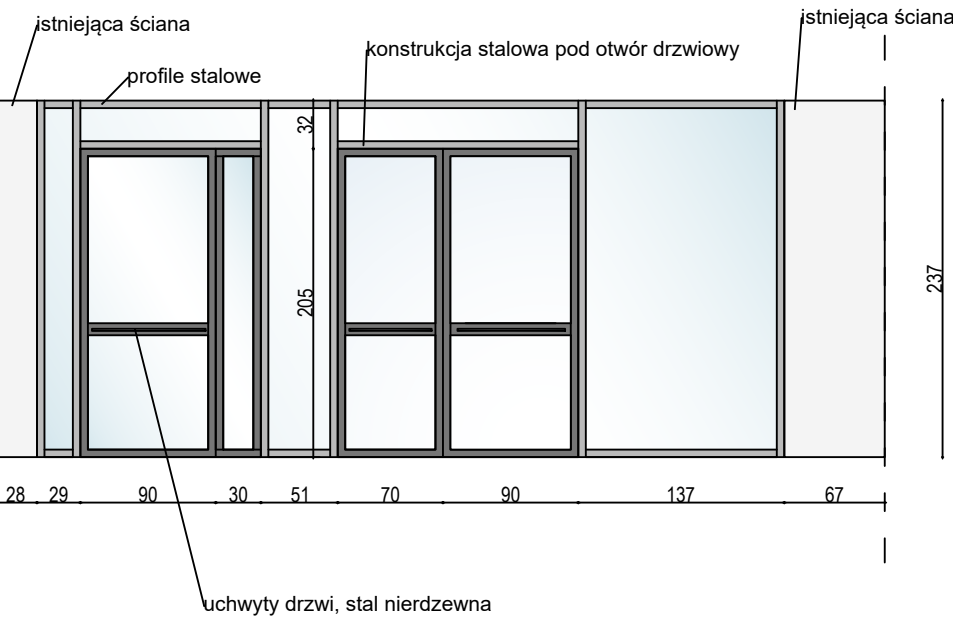 istniejąca ściana
istniejąca ściana
konstrukcja stalowa pod otwór drzwiowy
profile stalowe
32
205
237
28 29 90 30 51 70 90 137 67
uchwyty drzwi, stal nierdzewna